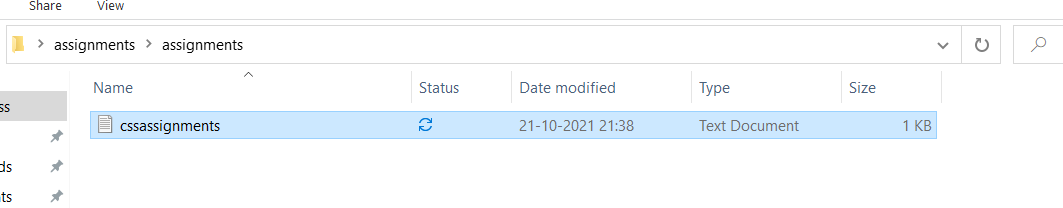 Share View
assignments assignments
Name Status Date modified Type Size
ss
cssassignments 21-10-2021 21:38 Text Document 1 KB
ds
nts